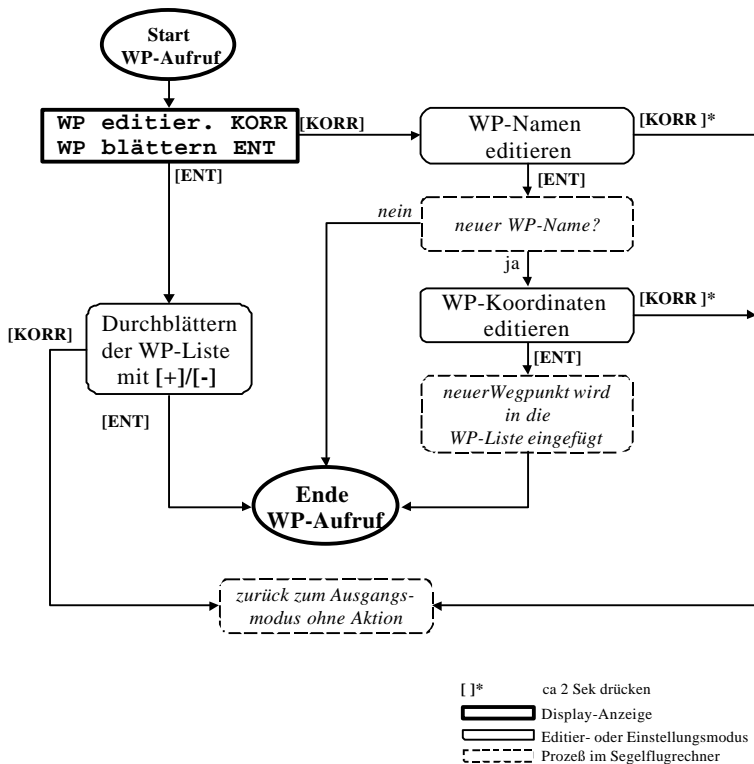 Start
WP-Aufruf
WP editier. KORR
WP blättern ENT
[KORR]
WP-Namen
editieren
[KORR ]*
[ENT]
[ENT]
nein
neuer WP-Name?
ja
WP-Koordinaten
editieren
[KORR ]*
[KORR]
Durchblättern
der WP-Liste
mit [+]/[-]
[ENT]
[ENT]
neuerWegpunkt wird
in die
WP-Liste eingefügt
Ende
WP-Aufruf
zurück zum Ausgangs-
modus ohne Aktion
[ ]* ca 2 Sek drücken
Display-Anzeige
Editier- oder Einstellungsmodus
Prozeß im Segelflugrechner